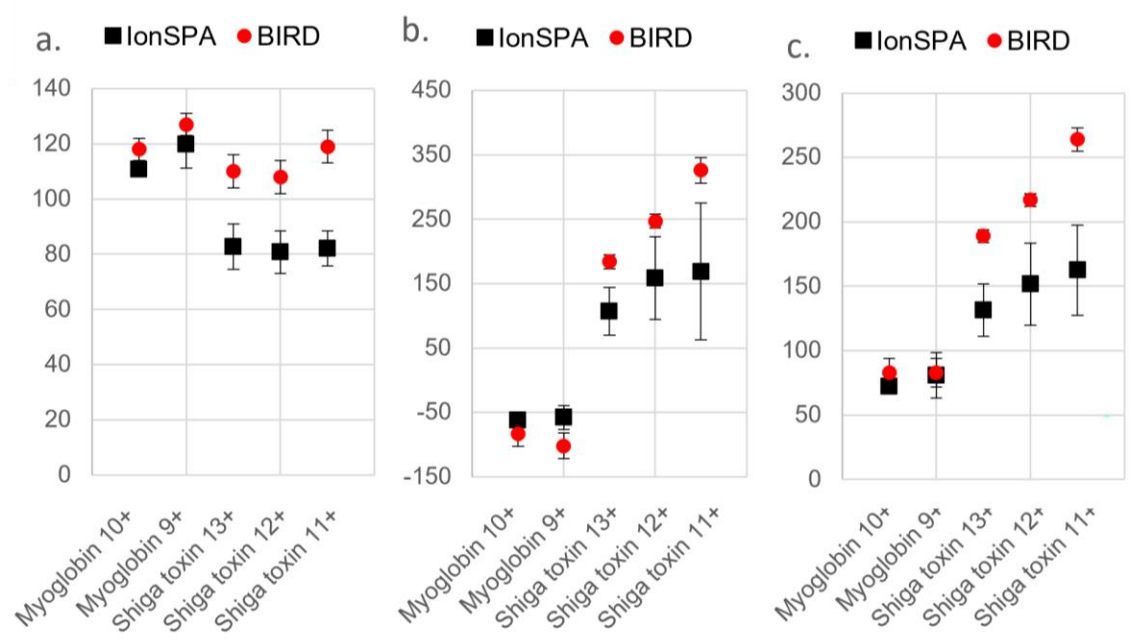 a.
IonSPA BIRD
140
120
100
80
60
40
20
0
Myoglobin 10+
Myoglobin 9+
Shiga toxin 13+
Shiga toxin 12+
Shiga toxin 11+
b.
IonSPA BIRD
450
350
250
150
50
-50
-150
Myoglobin 10+
Myoglobin 9+
Shiga toxin 13+
Shiga toxin 12+
Shiga toxin 11+
c.
IonSPA BIRD
300
250
200
150
100
50
0
Myoglobin 10+
Myoglobin 9+
Shiga toxin 13+
Shiga toxin 12+
Shiga toxin 11+